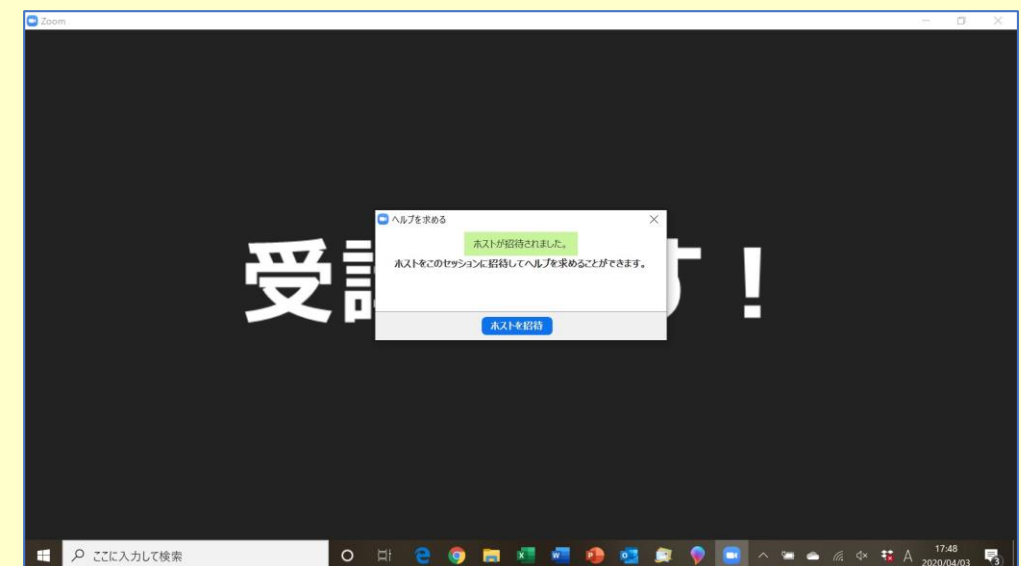 Zoom
ヘルプを求める
ホストが招待されました。
ホストをこのセッションに招待してヘルプを求めることができます。
受 す！
ホストを招待
ここに入力して検索
A
17:48
2020/04/03
3